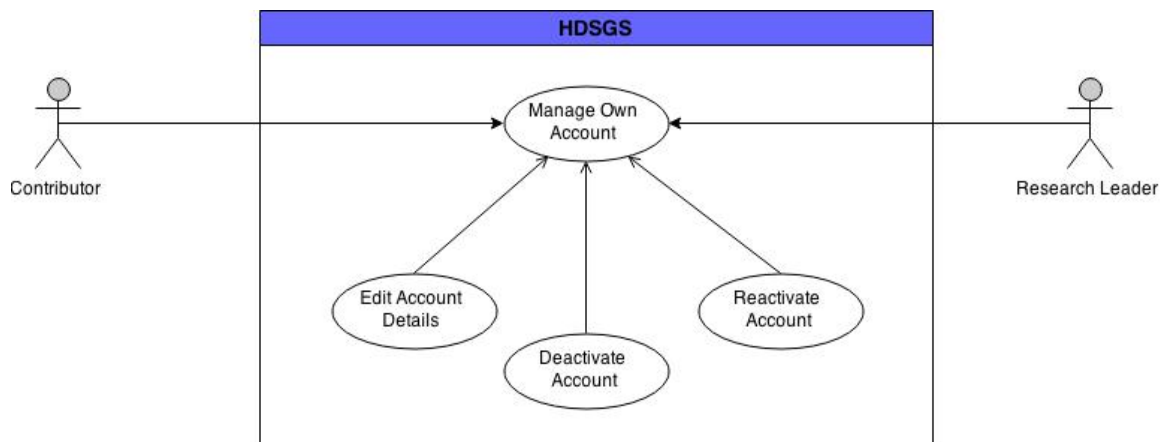 HDSGS
Manage Own
Account
Contributor
Research Leader
Edit Account
Details
Reactivate
Account
Deactivate
Account